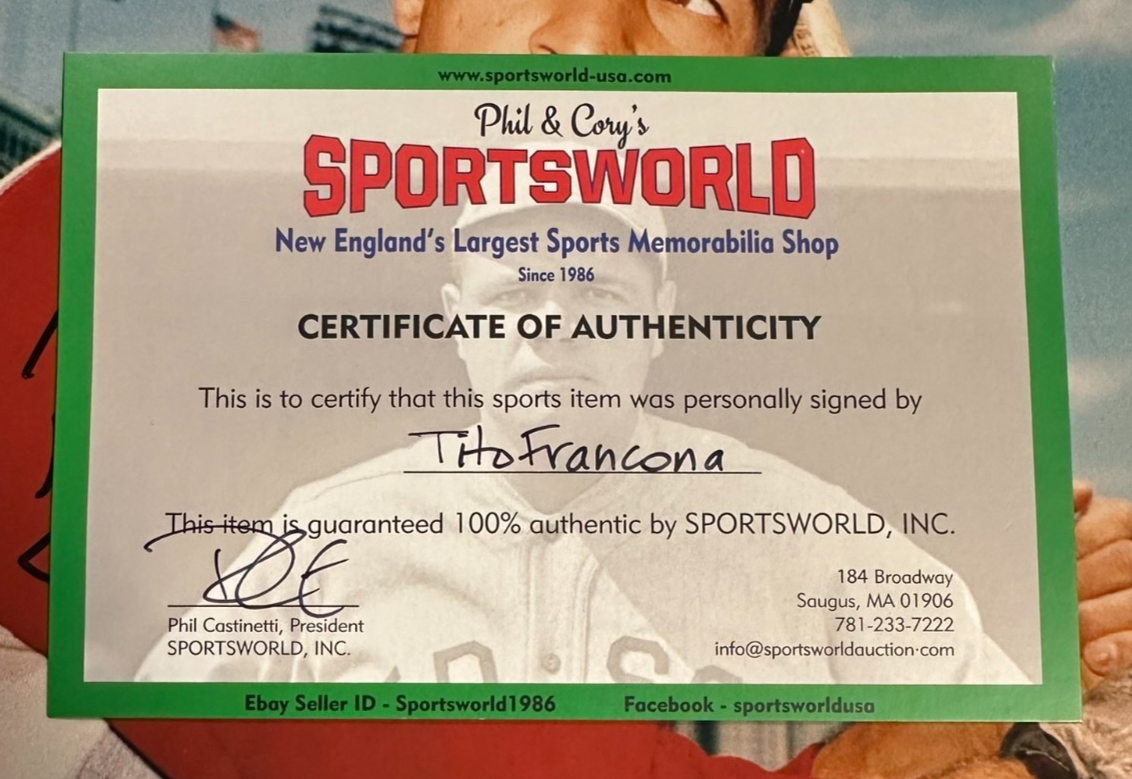 www.sportsworld-usa.com
Phil & Cory's
SPORTSWORLD
New England's Largest Sports Memorabilia Shop
Since 1986
CERTIFICATE OF AUTHENTICITY
This is to certify that this sports item was personally signed by
Tito Francona
This item is guaranteed 100% authentic by SPORTSWORLD, INC.
Phil Castinetti, President
SPORTSWORLD, INC.
184 Broadway
Saugus, MA 01906
781-233-7222
info@sportsworldauction·com
Ebay Seller ID - Sportsworld1986
Facebook - sportsworldusa